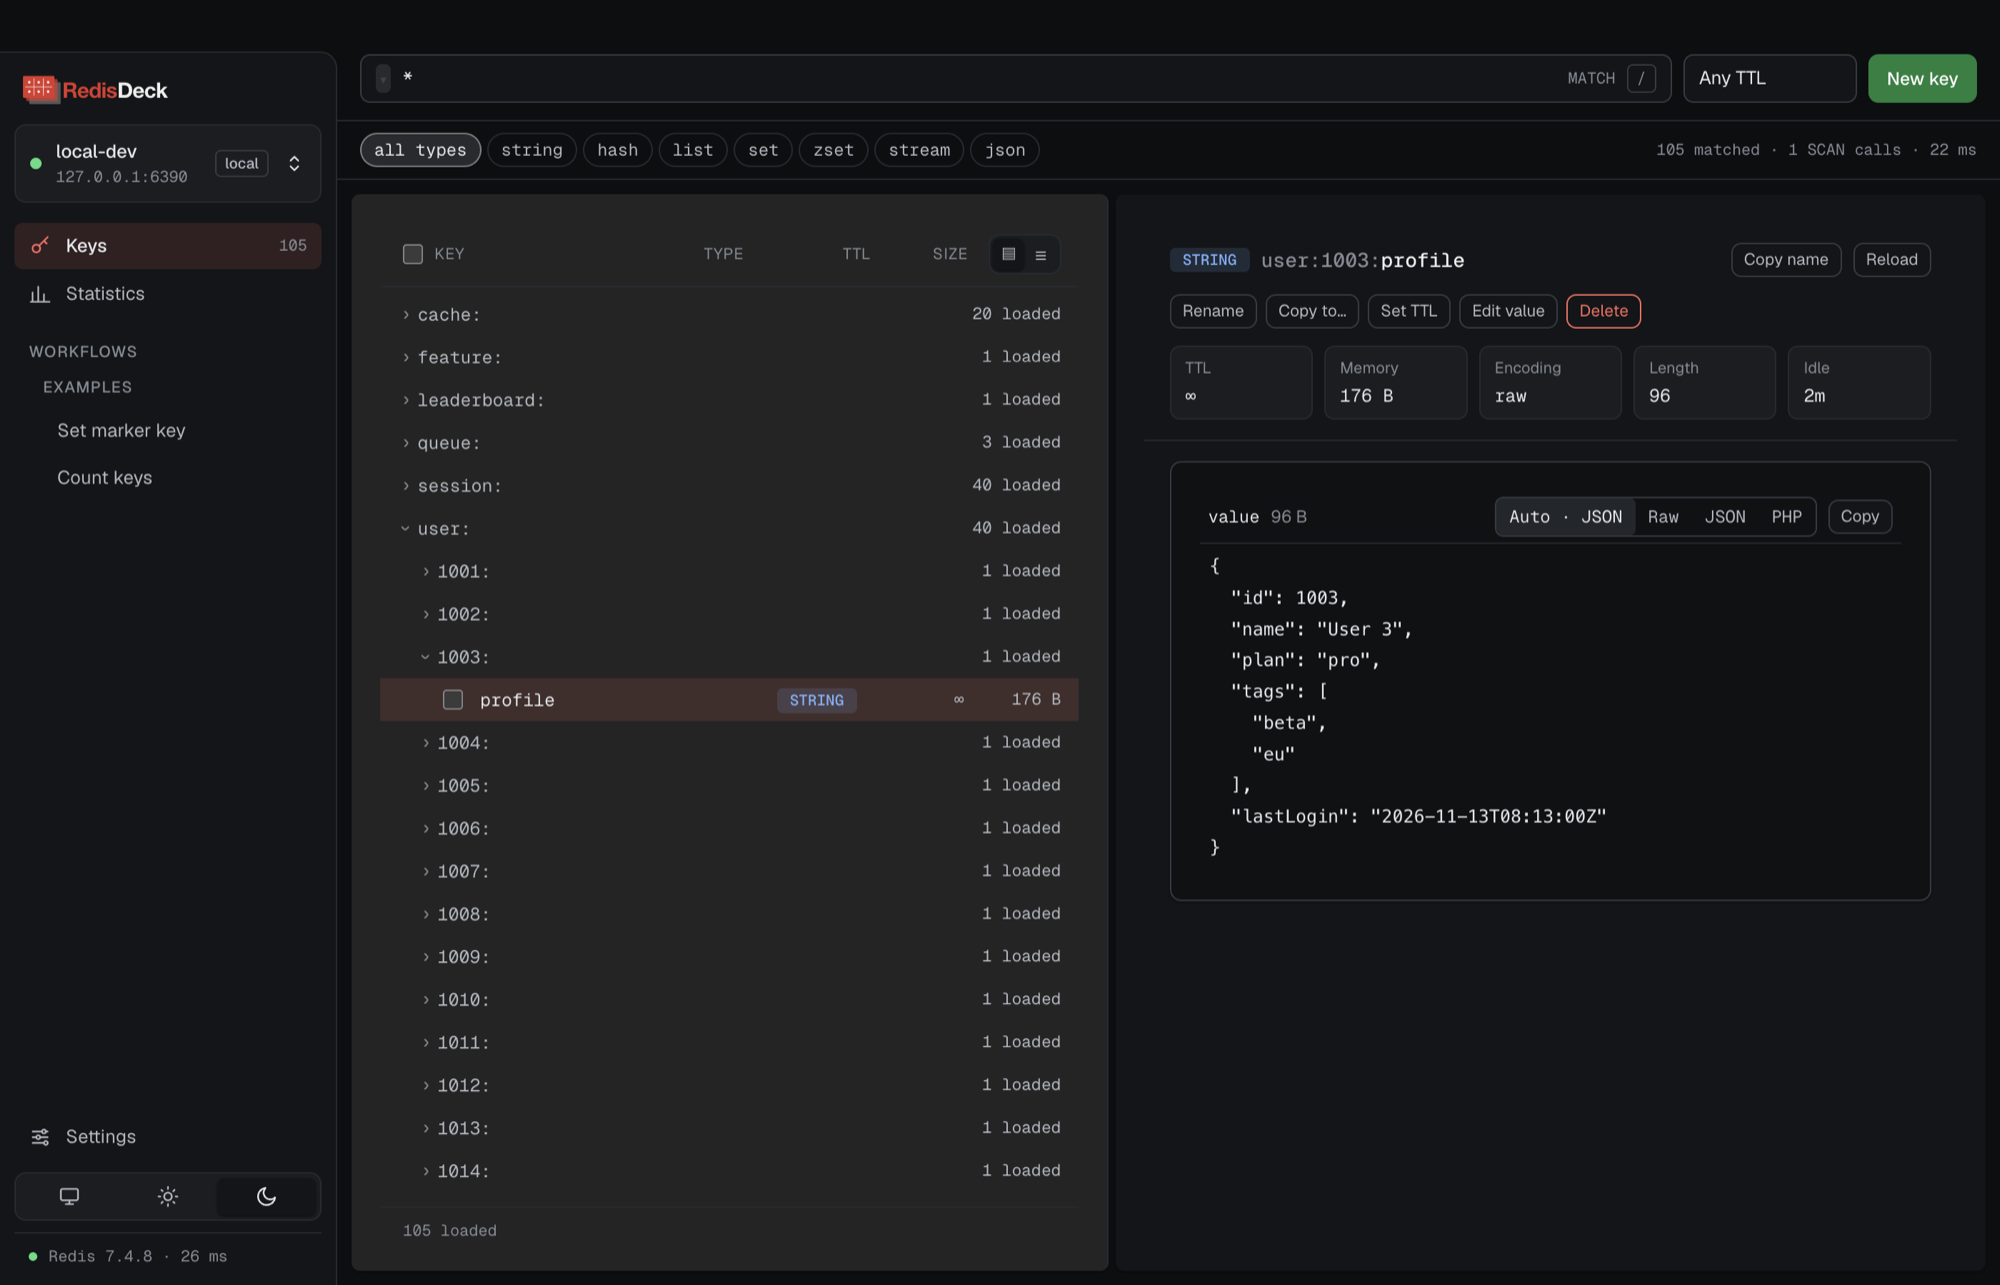 RedisDeck
local-dev
127.0.0.1:6390
local
Keys 105
Statistics
WORKFLOWS
EXAMPLES
Set marker key
Count keys
Settings
Redis 7.4.8 · 26 ms
* MATCH / Any TTL New key
all types string hash list set zset stream json 105 matched · 1 SCAN calls · 22 ms
KEY TYPE TTL SIZE
cache: 20 loaded
feature: 1 loaded
leaderboard: 1 loaded
queue: 3 loaded
session: 40 loaded
user: 40 loaded
1001: 1 loaded
1002: 1 loaded
1003: 1 loaded
profile STRING ∞ 176 B
1004: 1 loaded
1005: 1 loaded
1006: 1 loaded
1007: 1 loaded
1008: 1 loaded
1009: 1 loaded
1010: 1 loaded
1011: 1 loaded
1012: 1 loaded
1013: 1 loaded
1014: 1 loaded
105 loaded
STRING user:1003:profile Copy name Reload
Rename Copy to… Set TTL Edit value Delete
TTL Memory Encoding Length Idle
∞ 176 B raw 96 2m
value 96 B Auto · JSON Raw JSON PHP Copy
{
"id": 1003,
"name": "User 3",
"plan": "pro",
"tags": [
"beta",
"eu"
],
"lastLogin": "2026-11-13T08:13:00Z"
}